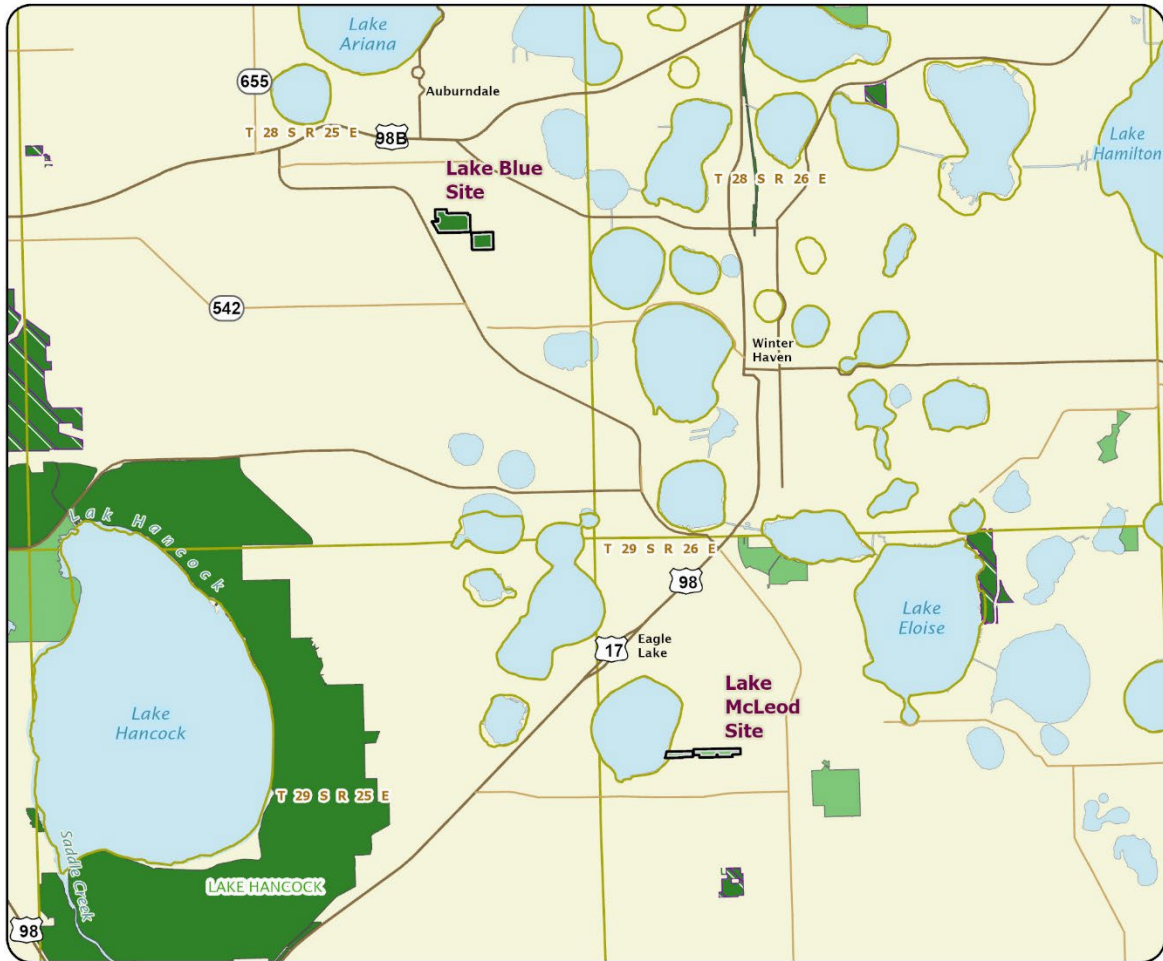 Lake
Ariana
655
Auburndale
T 28 S R 25 E
98B
Lake
Hamilton
Lake Blue
Site
T 28 S R 26 E
542
Winter
Haven
Lak Hancock
T 29 S R 26 E
98
Lake
Eloise
17
Eagle
Lake
Lake
McLeod
Site
Lake
Hancock
T 29 S R 25 E
Saddle Creek
LAKE HANCOCK
98